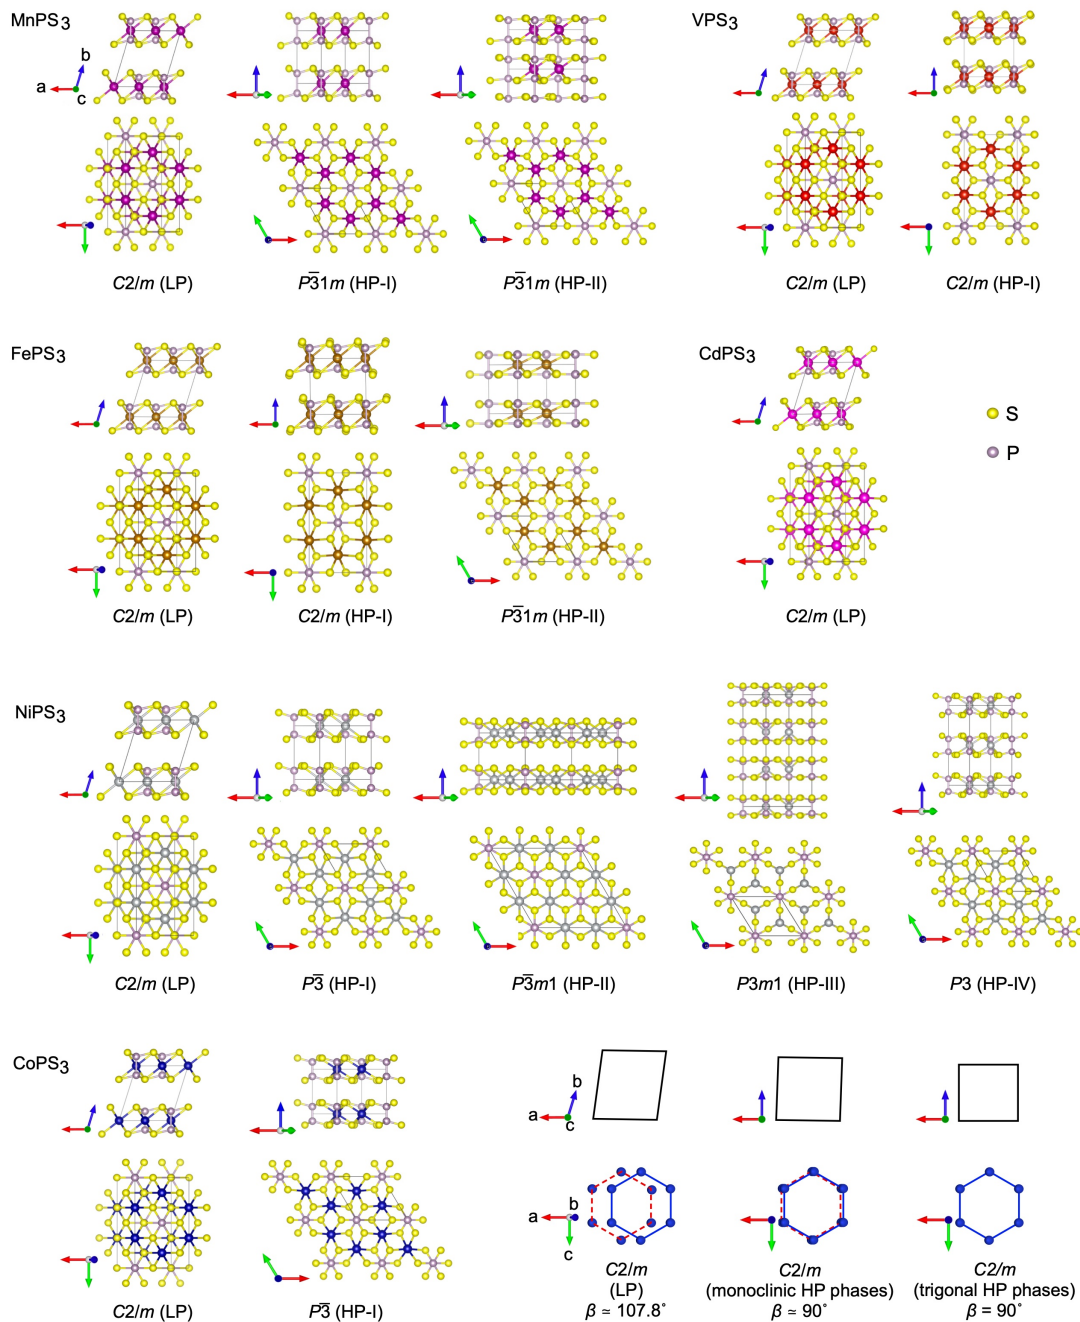 MnPS3
VPS3
b
a
c
C2/m (LP)
P3̅1m (HP-I)
P3̅1m (HP-II)
C2/m (LP)
C2/m (HP-I)
FePS3
CdPS3
S
P
C2/m (LP)
C2/m (HP-I)
P3̅1m (HP-II)
C2/m (LP)
NiPS3
C2/m (LP)
P3̅ (HP-I)
P3̅m1 (HP-II)
P3m1 (HP-III)
P3 (HP-IV)
CoPS3
b
a
c
a
b
c
C2/m (LP)
P3̅ (HP-I)
C2/m
(LP)
β ≃ 107.8˚
C2/m
(monoclinic HP phases)
β ≃ 90˚
C2/m
(trigonal HP phases)
β = 90˚